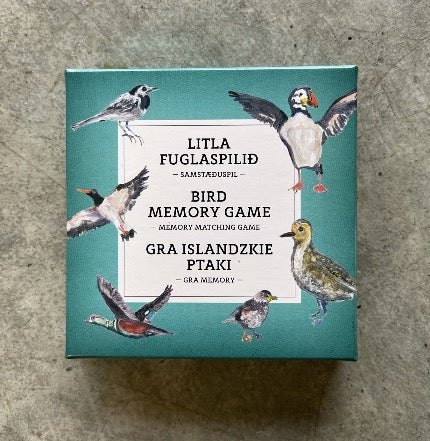 LITLA
FUGLASPILIÐ
— SAMSTÆÐUSPIL —
BIRD
MEMORY GAME
— MEMORY MATCHING GAME —
GRA ISLANDZKIE
PTAKI
— GRA MEMORY —